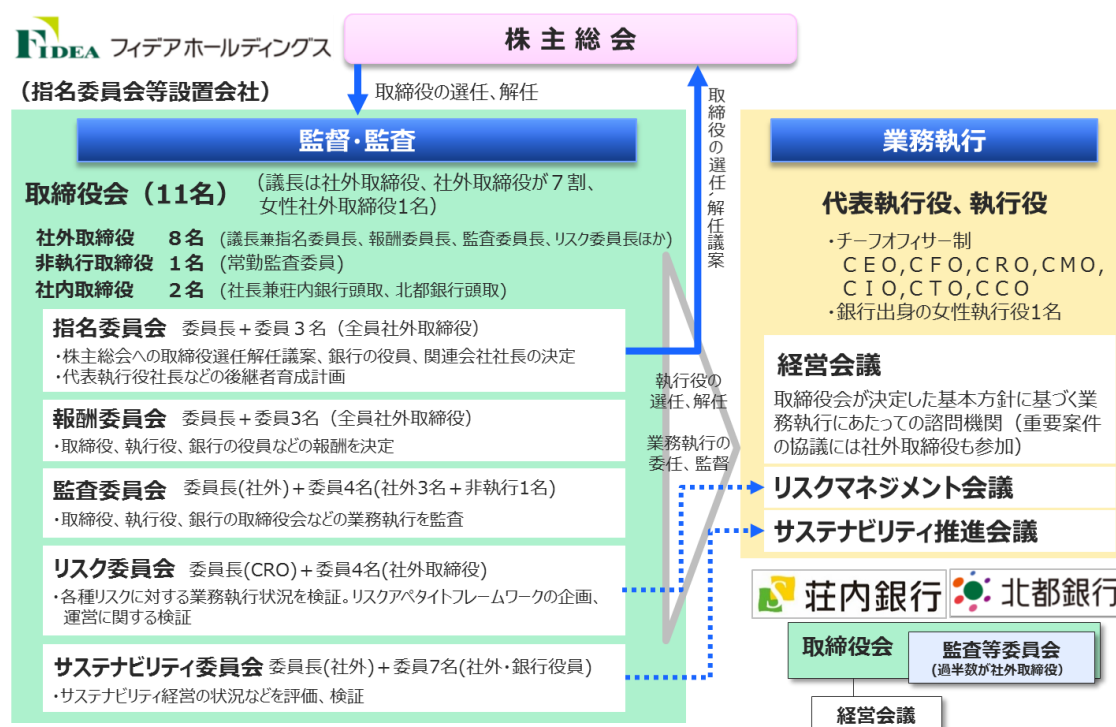 FIDEA フィデアホールディングス
株主総会
（指名委員会等設置会社）
取締役の選任、解任
監督･監査
取締役会（11名）
（議長は社外取締役、社外取締役が７割、
女性社外取締役1名）
社外取締役 ８名 (議長兼指名委員長、報酬委員長、監査委員長、リスク委員長ほか)
非執行取締役 １名 (常勤監査委員)
社内取締役 ２名 (社長兼荘内銀行頭取、北都銀行頭取)
指名委員会 委員長＋委員３名（全員社外取締役）
･株主総会への取締役選任解任議案、銀行の役員、関連会社社長の決定
･代表執行役社長などの後継者育成計画
報酬委員会 委員長＋委員3名（全員社外取締役）
･取締役、執行役、銀行の役員などの報酬を決定
監査委員会 委員長(社外)＋委員4名(社外3名＋非執行1名)
･取締役、執行役、銀行の取締役会などの業務執行を監査
リスク委員会 委員長(CRO)＋委員4名(社外取締役)
･各種リスクに対する業務執行状況を検証。リスクアペタイトフレームワークの企画、
運営に関する検証
サステナビリティ委員会 委員長(社外)＋委員7名(社外･銀行役員)
･サステナビリティ経営の状況などを評価、検証
取締役の選任、解任議案
執行役の
選任、解任
業務執行の
委任、監督
業務執行
代表執行役、執行役
･チーフオフィサー制
ＣＥＯ,ＣＦＯ,ＣＲＯ,ＣＭＯ,
ＣＩＯ,ＣＴＯ,ＣＣＯ
･銀行出身の女性執行役1名
経営会議
取締役会が決定した基本方針に基づく業
務執行にあたっての諮問機関（重要案件
の協議には社外取締役も参加）
リスクマネジメント会議
サステナビリティ推進会議
S 荘内銀行
北都銀行
取締役会
監査等委員会
(過半数が社外取締役)
経営会議